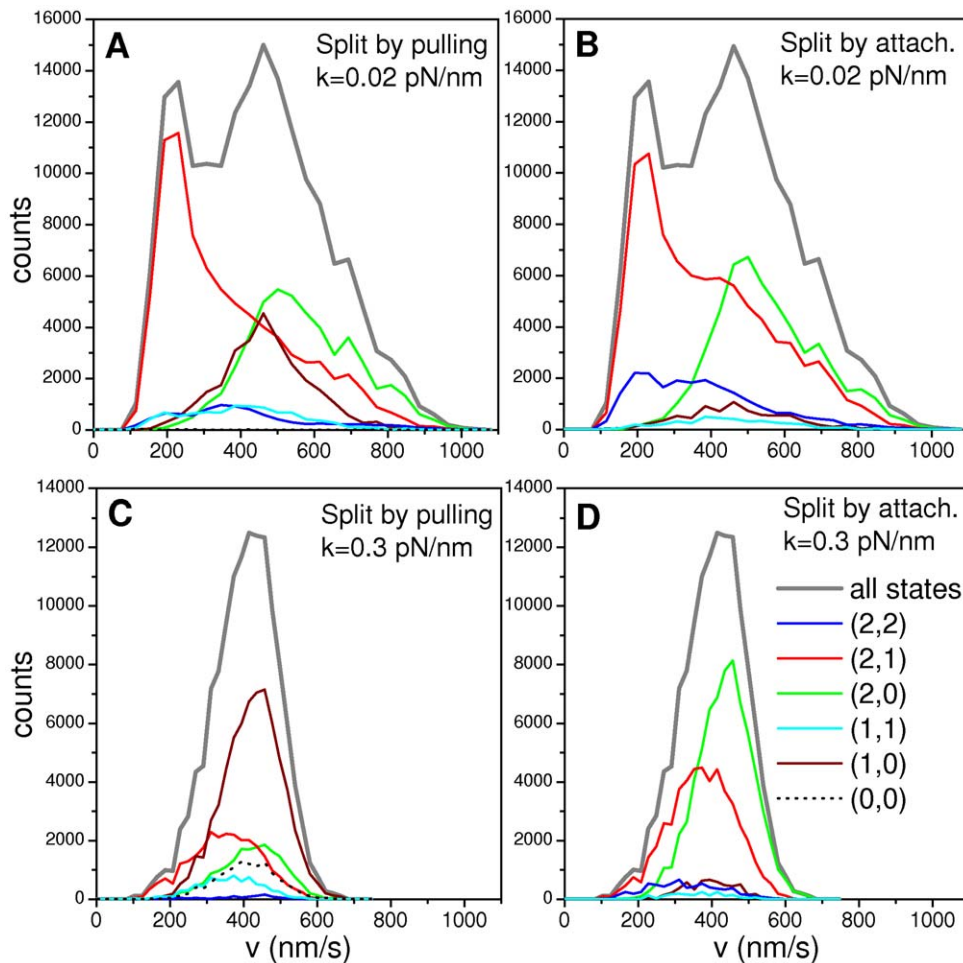 A
Split by pulling
k=0.02 pN/nm
counts
16000
14000
12000
10000
8000
6000
4000
2000
0
200 400 600 800 1000
B
Split by attach.
k=0.02 pN/nm
16000
14000
12000
10000
8000
6000
4000
2000
0
200 400 600 800 1000
C
Split by pulling
k=0.3 pN/nm
counts
14000
12000
10000
8000
6000
4000
2000
0
0 200 400 600 800 1000
v (nm/s)
D
Split by attach.
k=0.3 pN/nm
14000
12000
10000
8000
6000
4000
2000
0
all states
(2,2)
(2,1)
(2,0)
(1,1)
(1,0)
(0,0)
0 200 400 600 800 1000
v (nm/s)